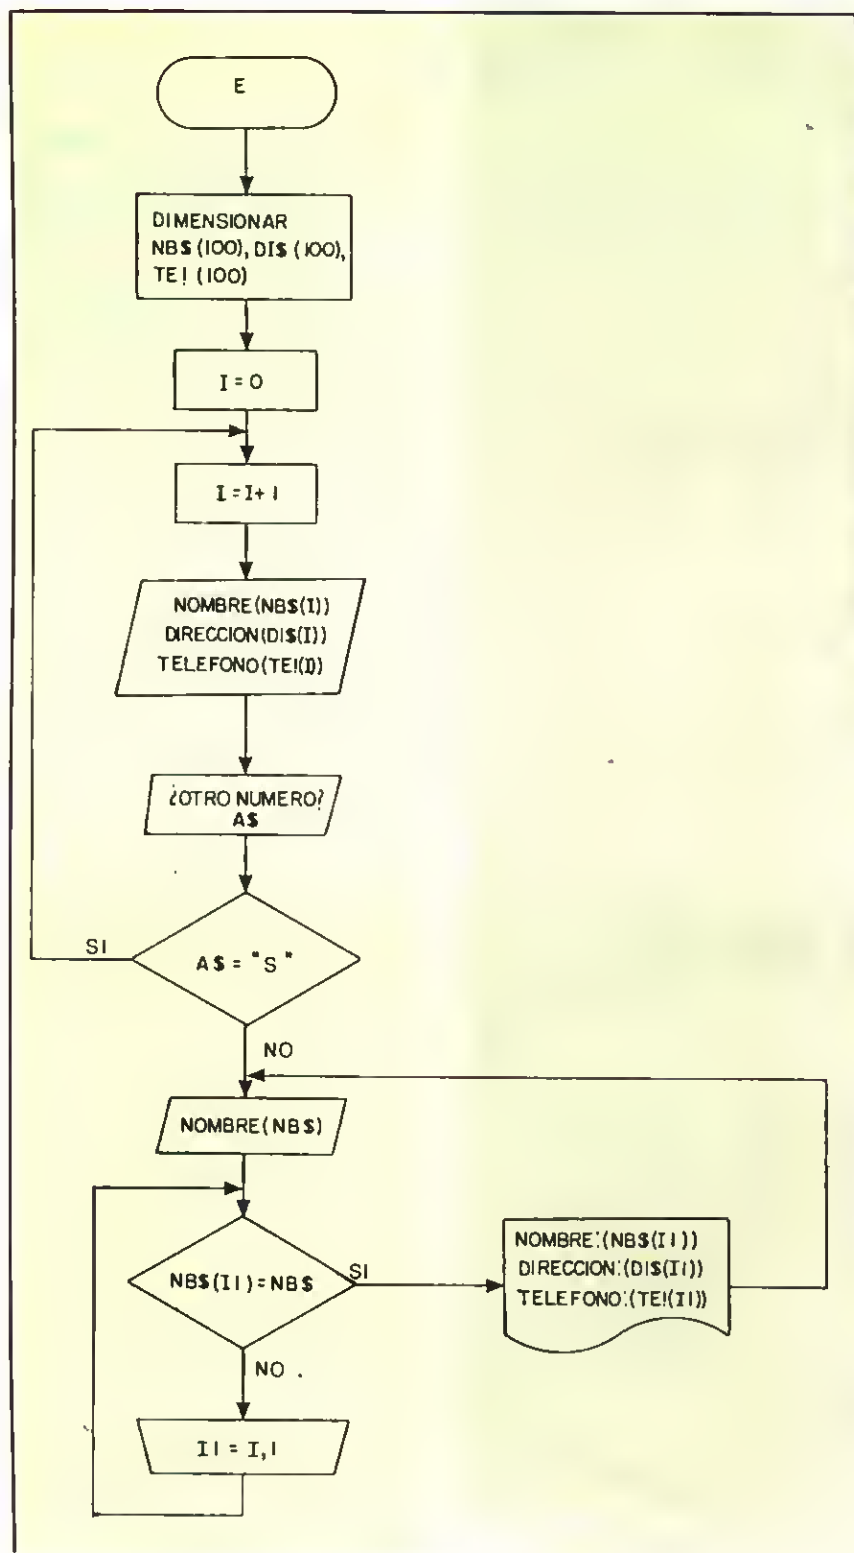 E
DIMENSIONAR
NB$ (100), DI$ (100),
TE! (100)
I = 0
I = I + 1
NOMBRE(NB$(I))
DIRECCION(DI$(I))
TELEFONO(TE!(I)
¿OTRO NUMERO?
A$
SI
A$ = "S"
NO
NOMBRE(NB$)
NB$(I1)=NB$
SI
NOMBRE:(NB$(I1))
DIRECCION:(DI$(I1))
TELEFONO:(TE!(I1))
NO
I1 = I,1